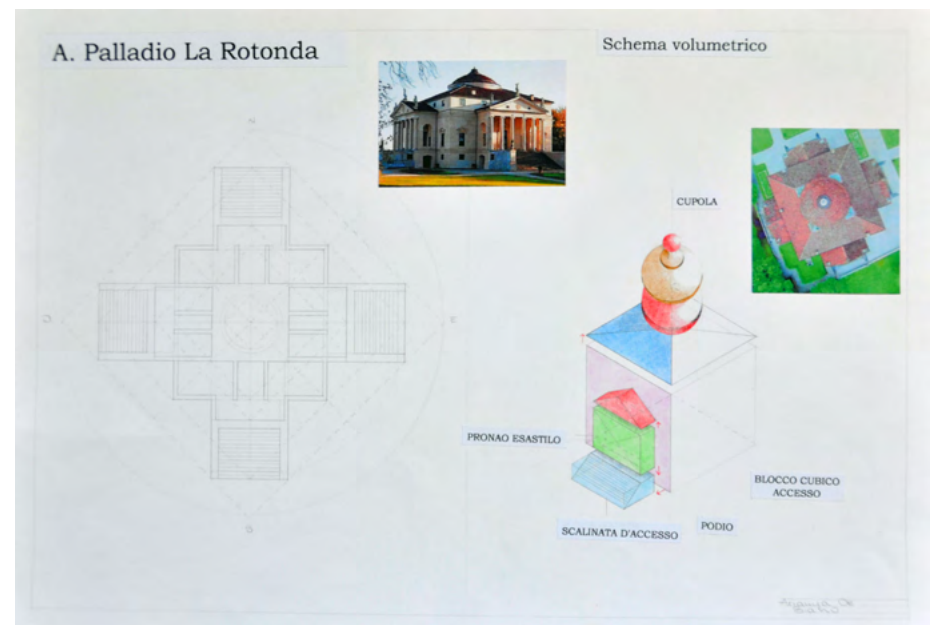 A. Palladio La Rotonda
Schema volumetrico
CUPOLA
PRONAO ESASTILO
BLOCCO CUBICO
ACCESSO
SCALINATA D'ACCESSO
PODIO